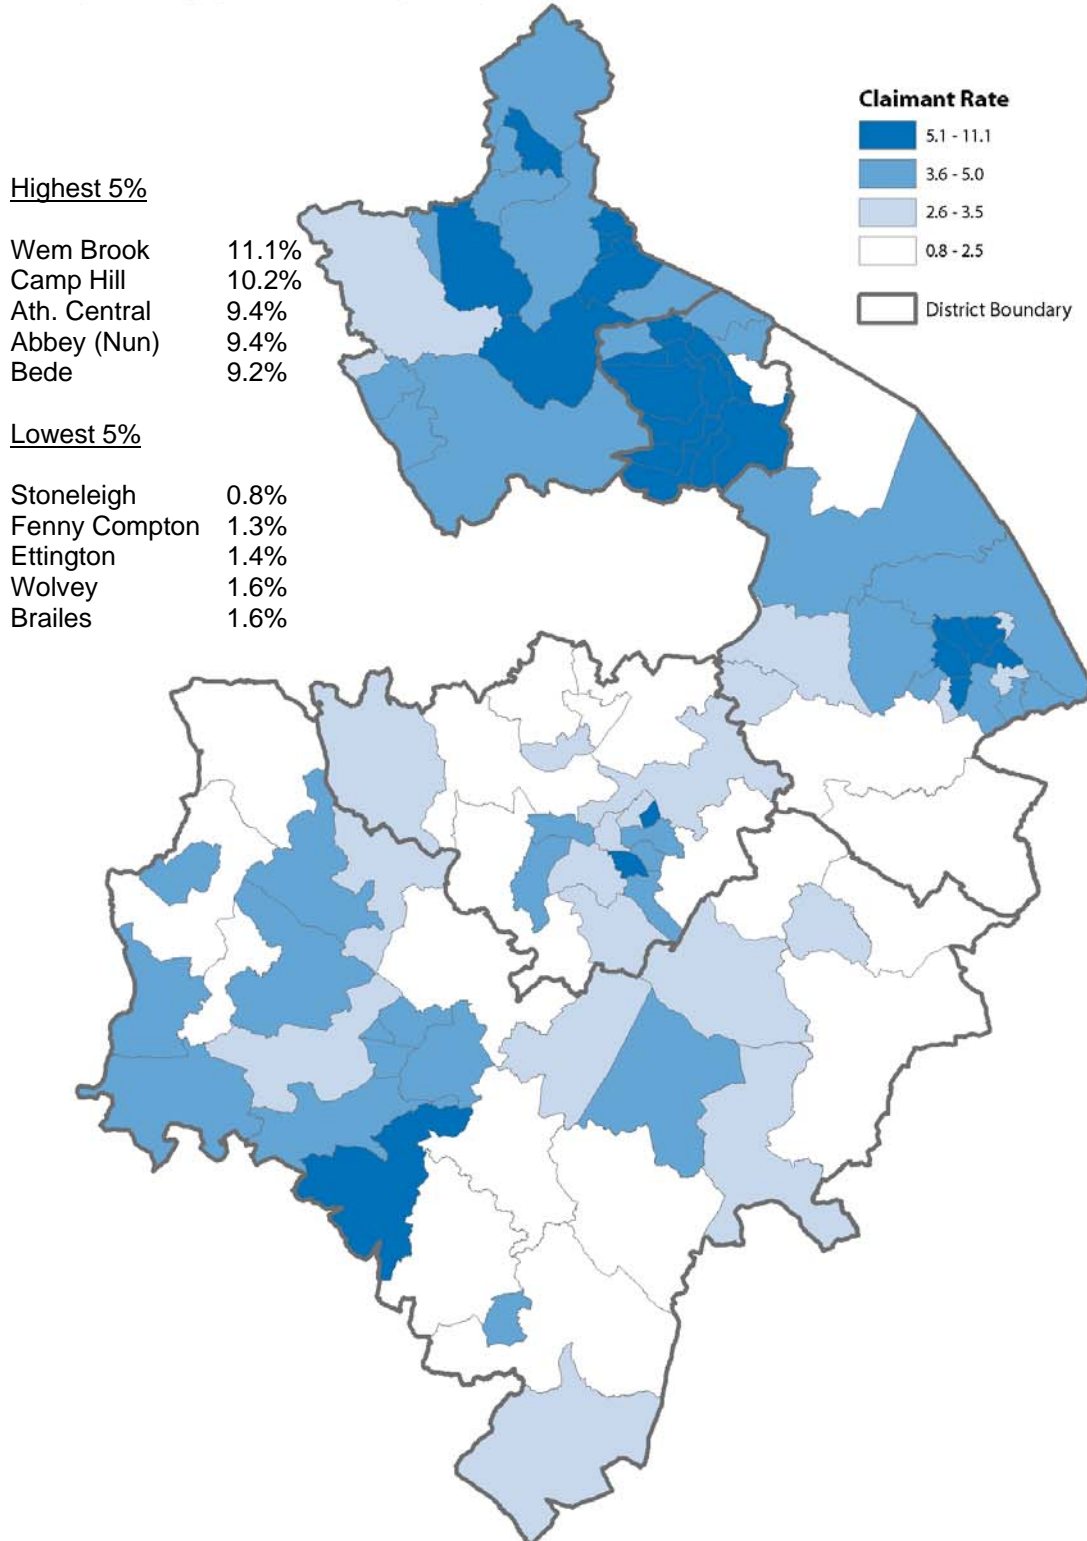 Highest 5%
Wem Brook 11.1%
Camp Hill 10.2%
Ath. Central 9.4%
Abbey (Nun) 9.4%
Bede 9.2%
Lowest 5%
Stoneleigh 0.8%
Fenny Compton 1.3%
Ettington 1.4%
Wolvey 1.6%
Brailes 1.6%
Claimant Rate
5.1 - 11.1
3.6 - 5.0
2.6 - 3.5
0.8 - 2.5
District Boundary